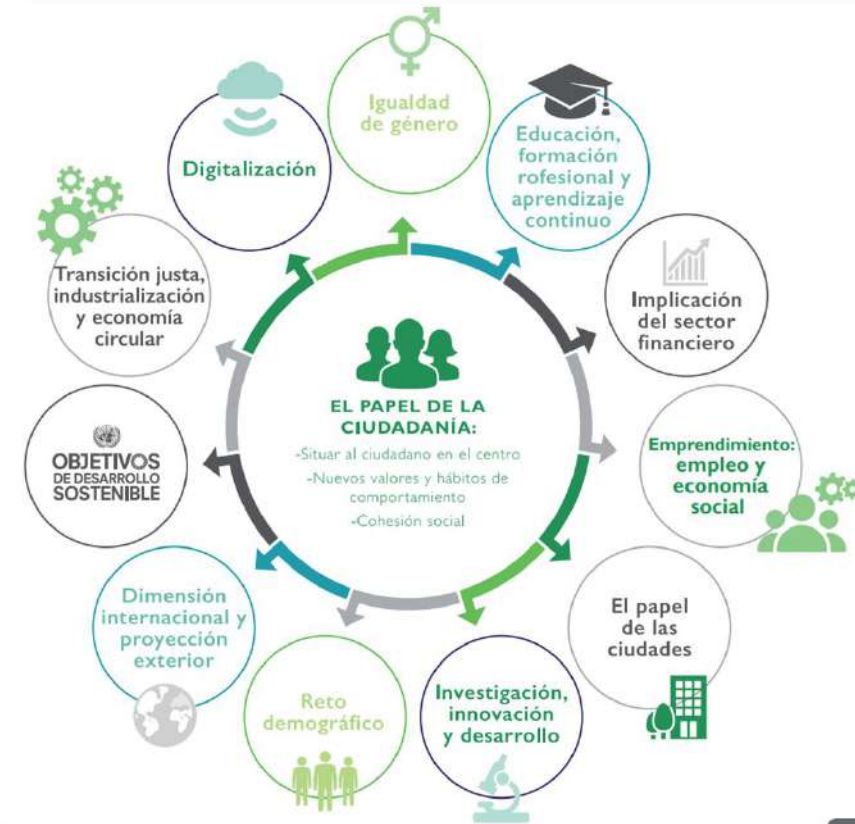 Igualdad
de género
Educación,
formación
rofesional y
aprendizaje
continuo
Implicación
del sector
financiero
Emprendimiento:
empleo y
economía
social
El papel
de las
ciudades
Investigación,
innovación
y desarrollo
Reto
demográfico
Dimensión
internacional y
proyección
exterior
OBJETIVOS
DE DESARROLLO
SOSTENIBLE
Transición justa,
industrialización
y economía
circular
Digitalización
EL PAPEL DE LA
CIUDADANÍA:
-Situar al ciudadano en el centro
-Nuevos valores y hábitos de
comportamiento
-Cohesión social